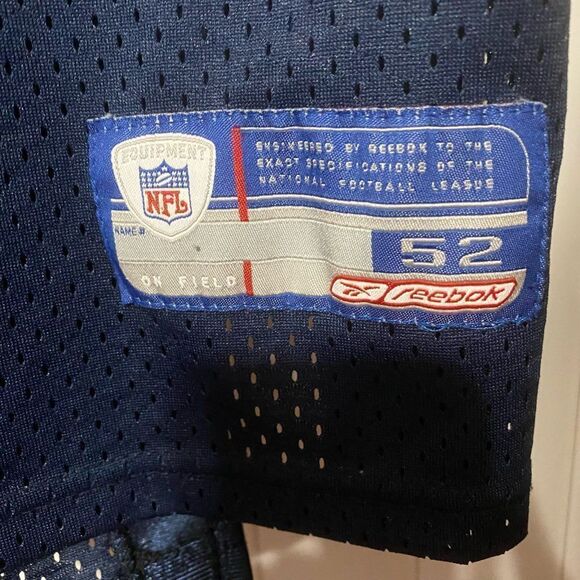 EQUIPMENT
NFL
ENGINEERED BY REEBOK TO THE
EXACT SPECIFICATIONS OF THE
NATIONAL FOOTBALL LEAGUE
NAME #
52
ON FIELD
Reebok